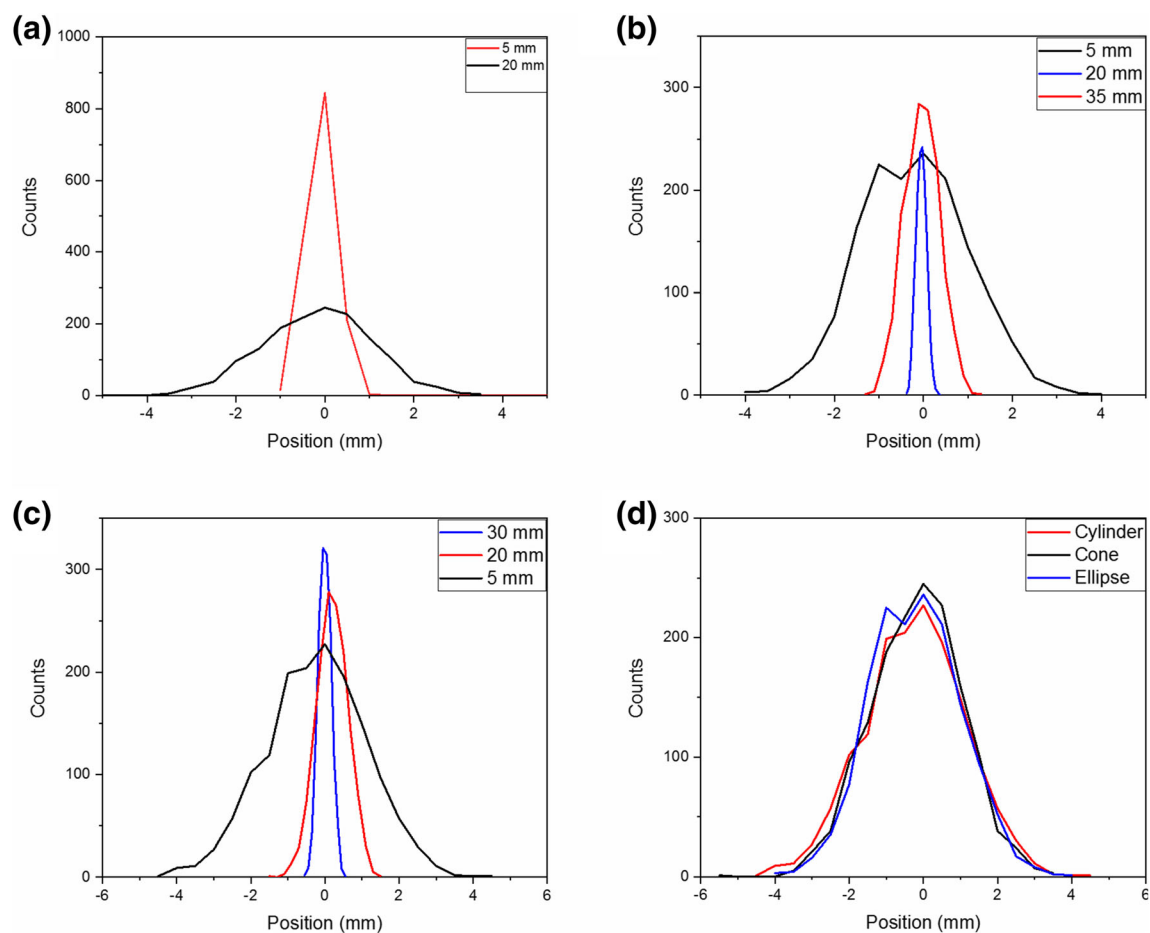 (a)
1000
800
600
400
200
0
Counts
-4 -2 0 2 4
Position (mm)
5 mm
20 mm
(b)
300
200
100
0
Counts
-4 -2 0 2 4
Position (mm)
5 mm
20 mm
35 mm
(c)
300
200
100
0
Counts
-6 -4 -2 0 2 4 6
Position (mm)
30 mm
20 mm
5 mm
(d)
300
200
100
0
Counts
-6 -4 -2 0 2 4 6
Position (mm)
Cylinder
Cone
Ellipse